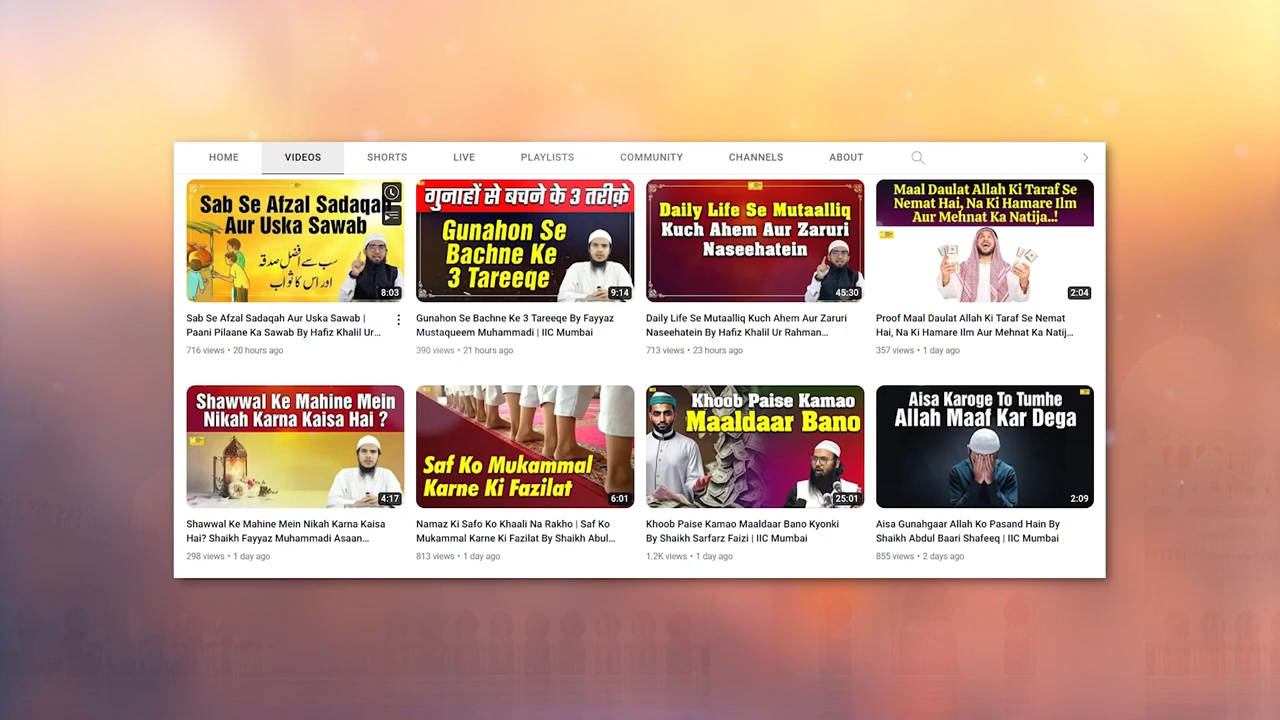 HOME VIDEOS SHORTS LIVE PLAYLISTS COMMUNITY CHANNELS ABOUT
Sab Se Afzal Sadaqah
Aur Uska Sawab
سب سے افضل صدقہ
اور اس کا ثواب
8:03
Sab Se Afzal Sadaqah Aur Uska Sawab |
Paani Pilaane Ka Sawab By Hafiz Khalil Ur...
716 views • 20 hours ago
गुनाहों से बचने के 3 तरीक़े
Gunahon Se
Bachne Ke
3 Tareeqe
9:14
Gunahon Se Bachne Ke 3 Tareeqe By Fayyaz
Mustaqueem Muhammadi | IIC Mumbai
390 views • 21 hours ago
Daily Life Se Mutaalliq
Kuch Ahem Aur Zaruri
Naseehatein
45:30
Daily Life Se Mutaalliq Kuch Ahem Aur Zaruri
Naseehatein By Hafiz Khalil Ur Rahman...
713 views • 23 hours ago
Maal Daulat Allah Ki Taraf Se
Nemat Hai, Na Ki Hamare Ilm
Aur Mehnat Ka Natija..!
2:04
Proof Maal Daulat Allah Ki Taraf Se Nemat
Hai, Na Ki Hamare Ilm Aur Mehnat Ka Natij...
357 views • 1 day ago
Shawwal Ke Mahine Mein
Nikah Karna Kaisa Hai ?
4:17
Shawwal Ke Mahine Mein Nikah Karna Kaisa
Hai? Shaikh Fayyaz Muhammadi Asaan...
298 views • 1 day ago
Saf Ko Mukammal
Karne Ki Fazilat
6:01
Namaz Ki Safo Ko Khaali Na Rakho | Saf Ko
Mukammal Karne Ki Fazilat By Shaikh Abul...
813 views • 1 day ago
Khoob Paise Kamao
Maaldaar Bano
25:01
Khoob Paise Kamao Maaldaar Bano Kyonki
By Shaikh Sarfarz Faizi | IIC Mumbai
1.2K views • 1 day ago
Aisa Karoge To Tumhe
Allah Maaf Kar Dega
2:09
Aisa Gunahgaar Allah Ko Pasand Hain By
Shaikh Abdul Baari Shafeeq | IIC Mumbai
855 views • 2 days ago